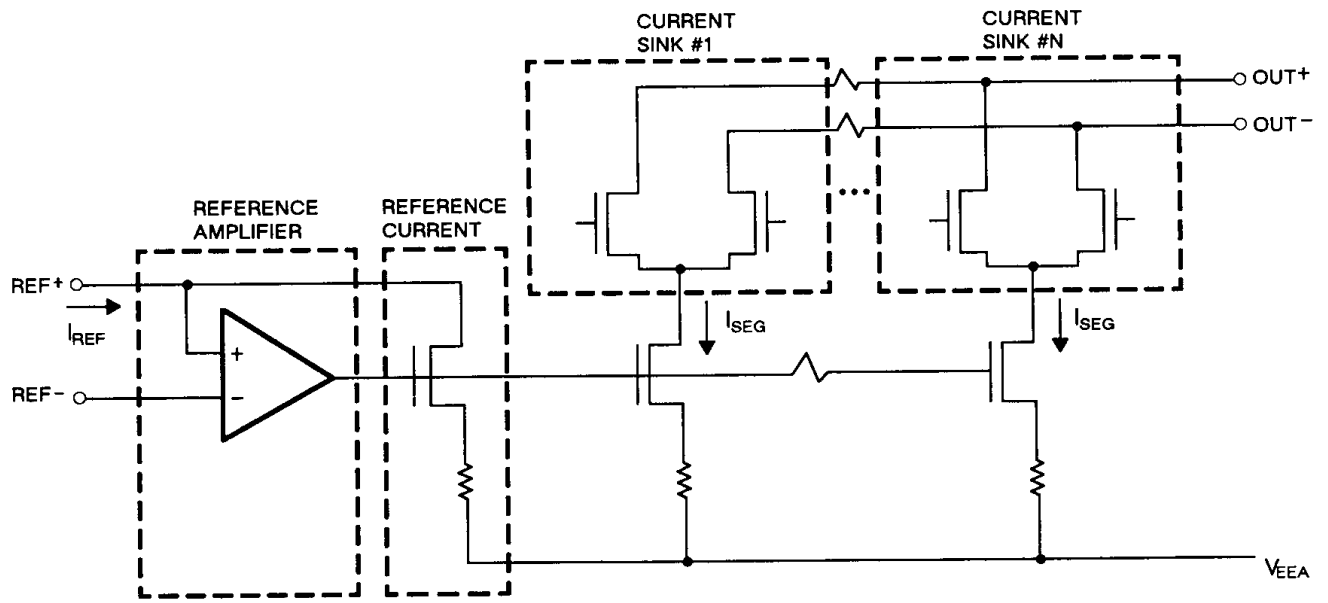 CURRENT
SINK #1
CURRENT
SINK #N
OUT+
OUT−
REFERENCE
AMPLIFIER
REFERENCE
CURRENT
REF+
IREF
+
REF−
−
ISEG
ISEG
...
VEEA